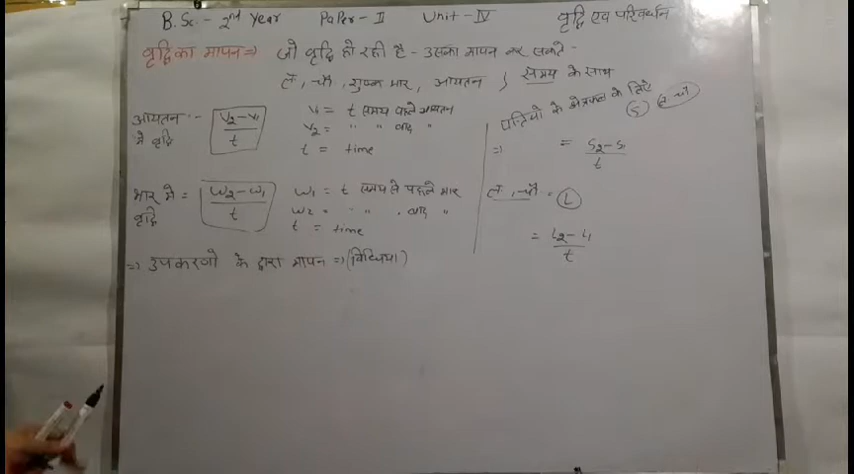 B.Sc. - 2nd Year Paper - II Unit - IV वृद्धि एवं परिवर्धन
वृद्धि का मापन => जो वृद्धि हो रही है - उसका मापन कर सकते -
लं, चौ, शुष्क भार, आयतन, समय के साथ
आयतन :- V2-V1/t
में वृद्धि
V1 = t समय पहले आयतन
V2 = " " बाद "
t = time
भार में = W2-W1/t
वृद्धि
W1 = t समय से पहले भार
W2 = - " . बाद "
t = time
=> उपकरणों के द्वारा मापन => (विधियां)
पत्तियों के क्षेत्रफल के लिए (S)
=> = S2-S1/t
लं, चौ. = L
= L2-L1/t